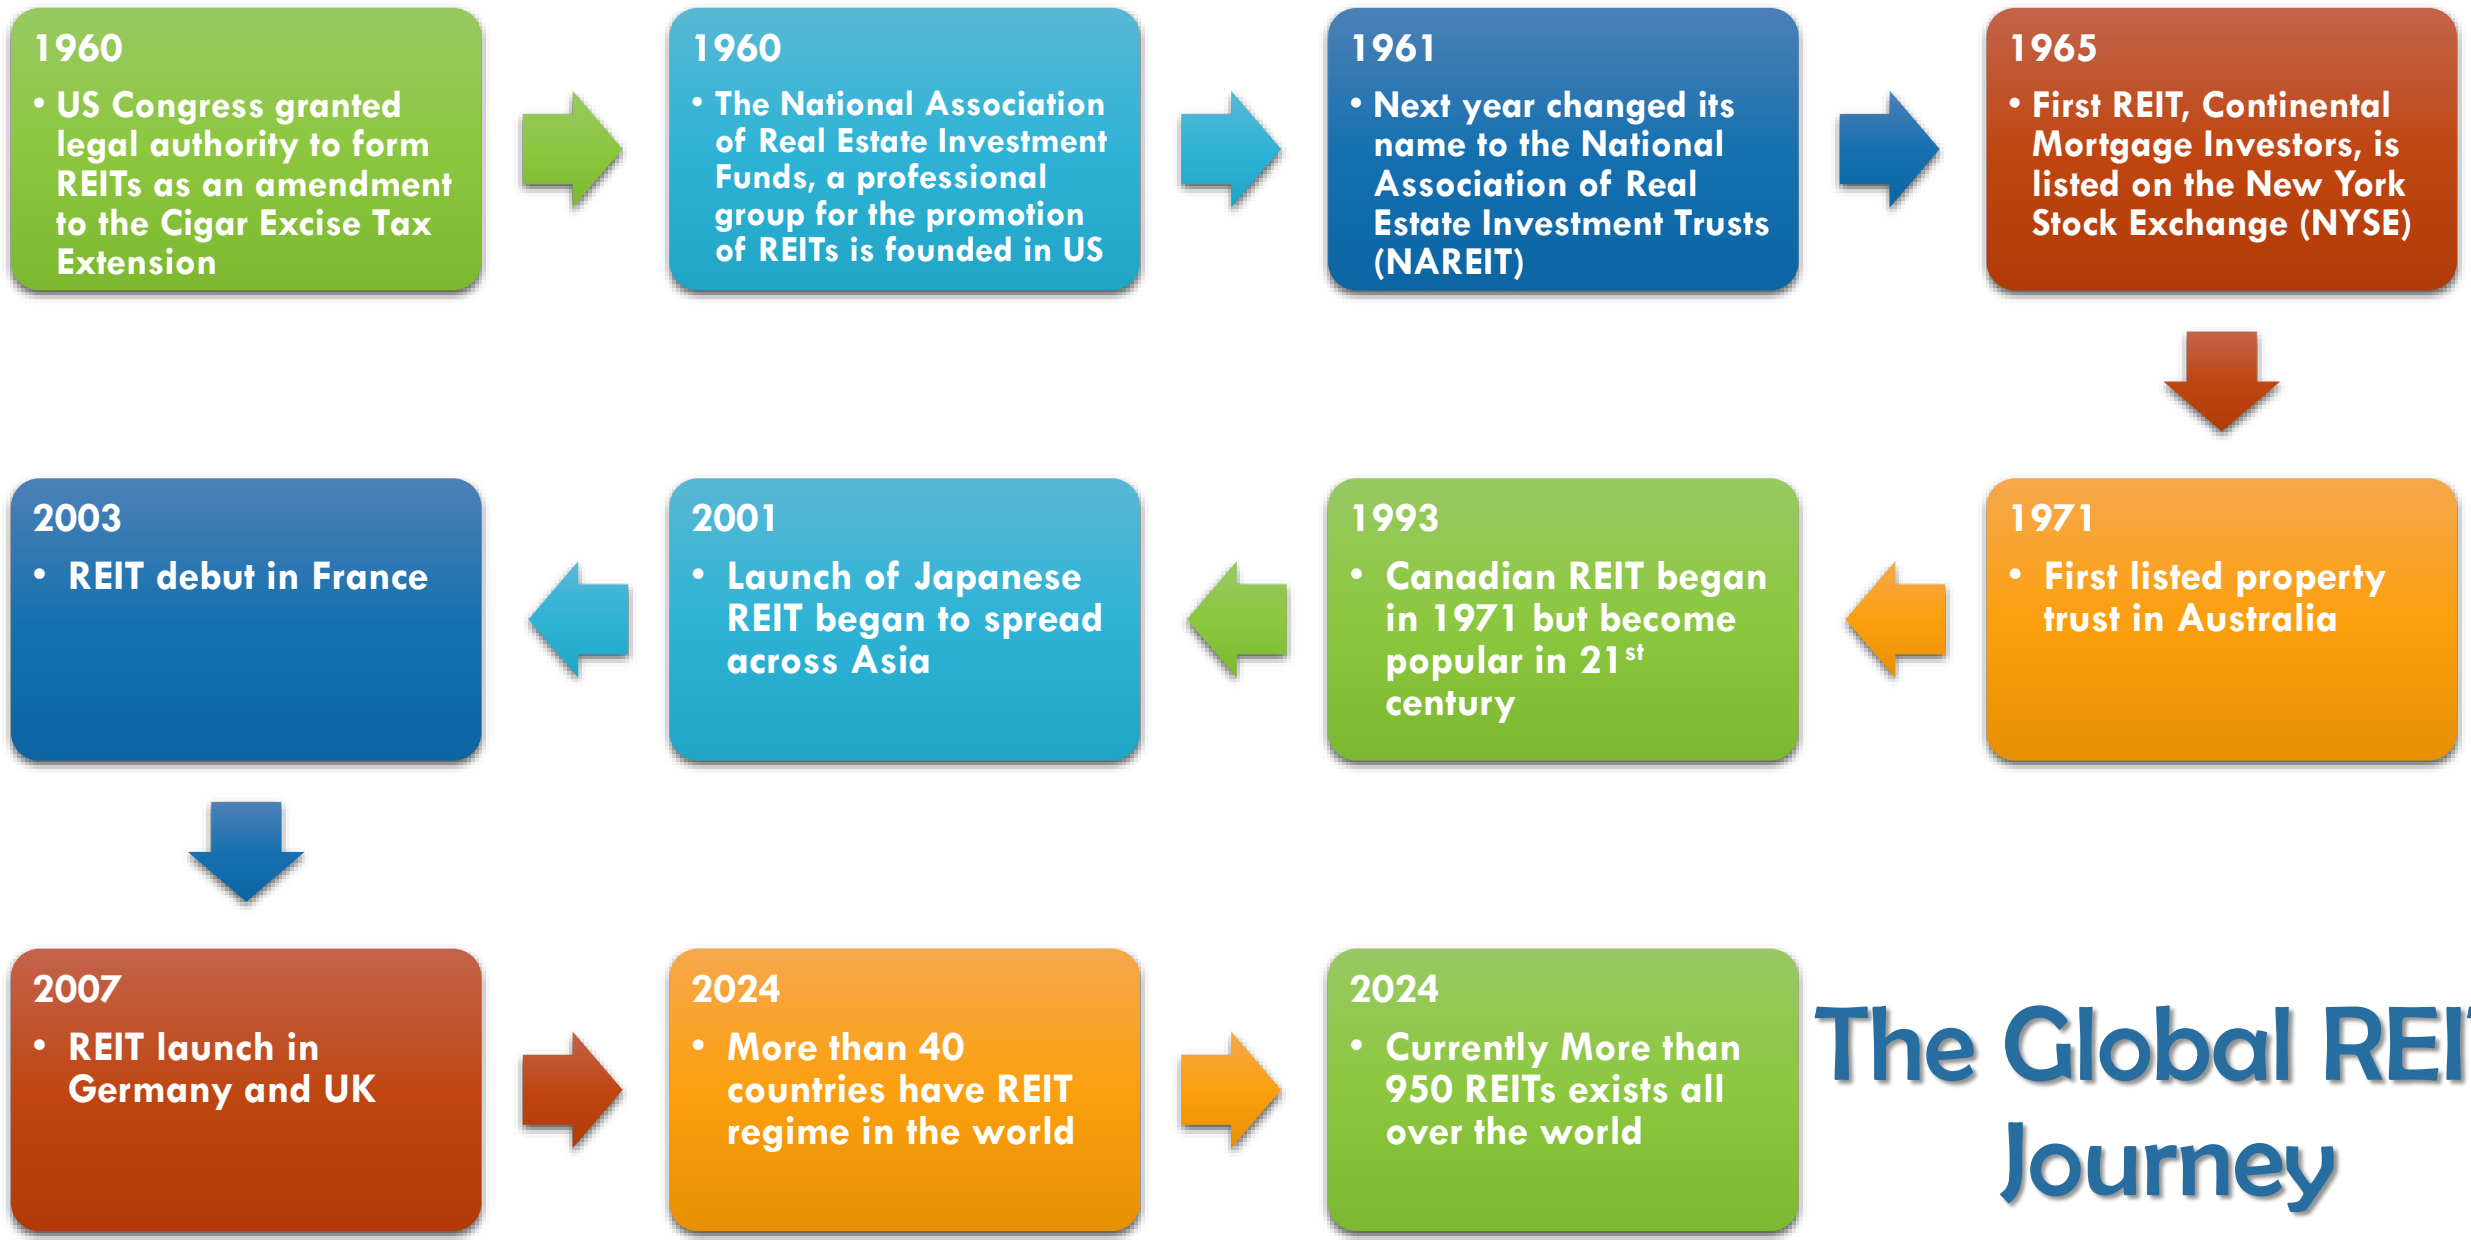 1960
• US Congress granted
legal authority to form
REITs as an amendment
to the Cigar Excise Tax
Extension
1960
• The National Association
of Real Estate Investment
Funds, a professional
group for the promotion
of REITs is founded in US
1961
• Next year changed its
name to the National
Association of Real
Estate Investment Trusts
(NAREIT)
1965
• First REIT, Continental
Mortgage Investors, is
listed on the New York
Stock Exchange (NYSE)
1971
• First listed property
trust in Australia
1993
• Canadian REIT began
in 1971 but become
popular in 21st
century
2001
• Launch of Japanese
REIT began to spread
across Asia
2003
• REIT debut in France
2007
• REIT launch in
Germany and UK
2024
• More than 40
countries have REIT
regime in the world
2024
• Currently More than
950 REITs exists all
over the world
The Global REIT
Journey